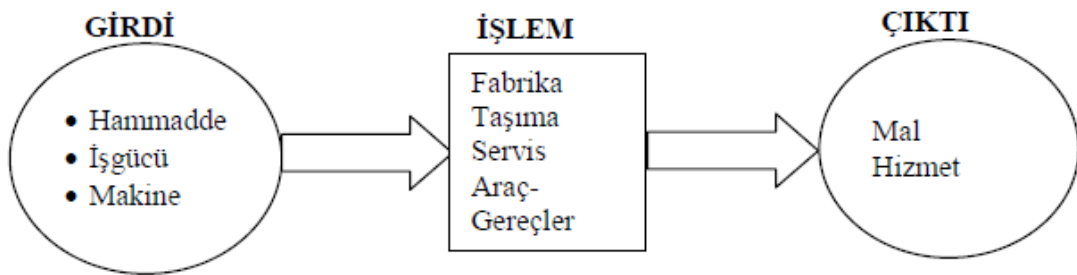 GİRDİ
• Hammadde
• İşgücü
• Makine
İŞLEM
Fabrika
Taşıma
Servis
Araç-
Gereçler
ÇIKTI
Mal
Hizmet